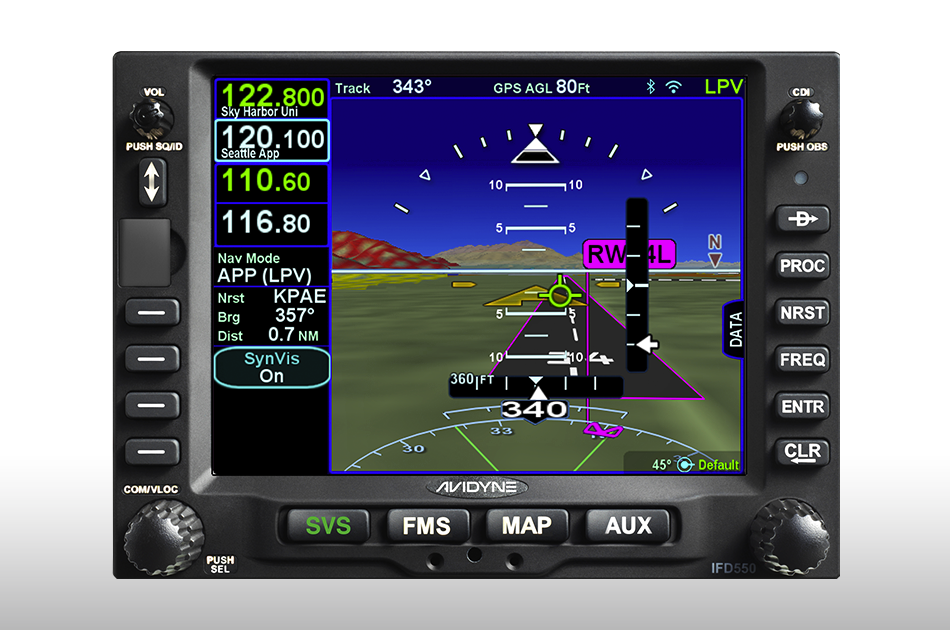 VOL
PUSH SQ/ID
122.800
Sky Harbor Uni
120.100
Seattle App
110.60
116.80
Nav Mode
APP (LPV)
Nrst KPAE
Brg 357°
Dist 0.7 NM
SynVis
On
COM/VLOC
PUSH
SEL
Track 343° GPS AGL 80Ft LPV
10 10
5 5
N
5
10 10
360 FT
340
33
30
DATA
45° Default
AVIDYNE
SVS FMS MAP AUX
CDI
PUSH OBS
D
PROC
NRST
FREQ
ENTR
CLR
IFD550